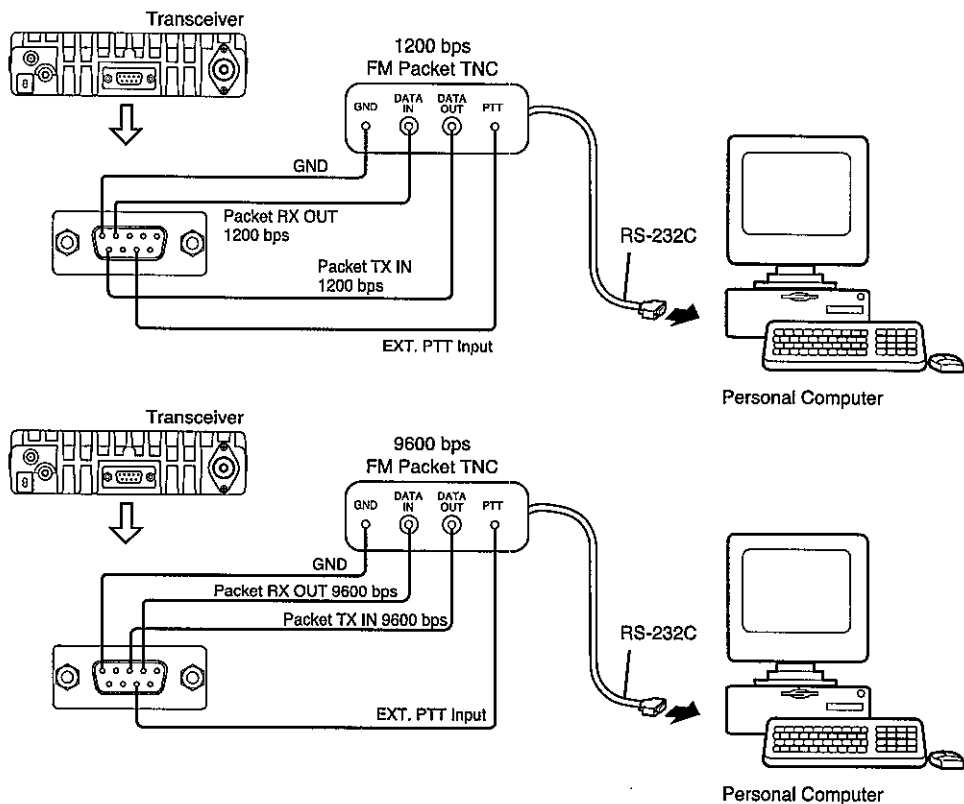 Transceiver
1200 bps
FM Packet TNC
GND
DATA
IN
DATA
OUT
PTT
GND
Packet RX OUT
1200 bps
Packet TX IN
1200 bps
EXT. PTT Input
RS-232C
Personal Computer
Transceiver
9600 bps
FM Packet TNC
GND
DATA
IN
DATA
OUT
PTT
GND
Packet RX OUT 9600 bps
Packet TX IN 9600 bps
EXT. PTT Input
RS-232C
Personal Computer